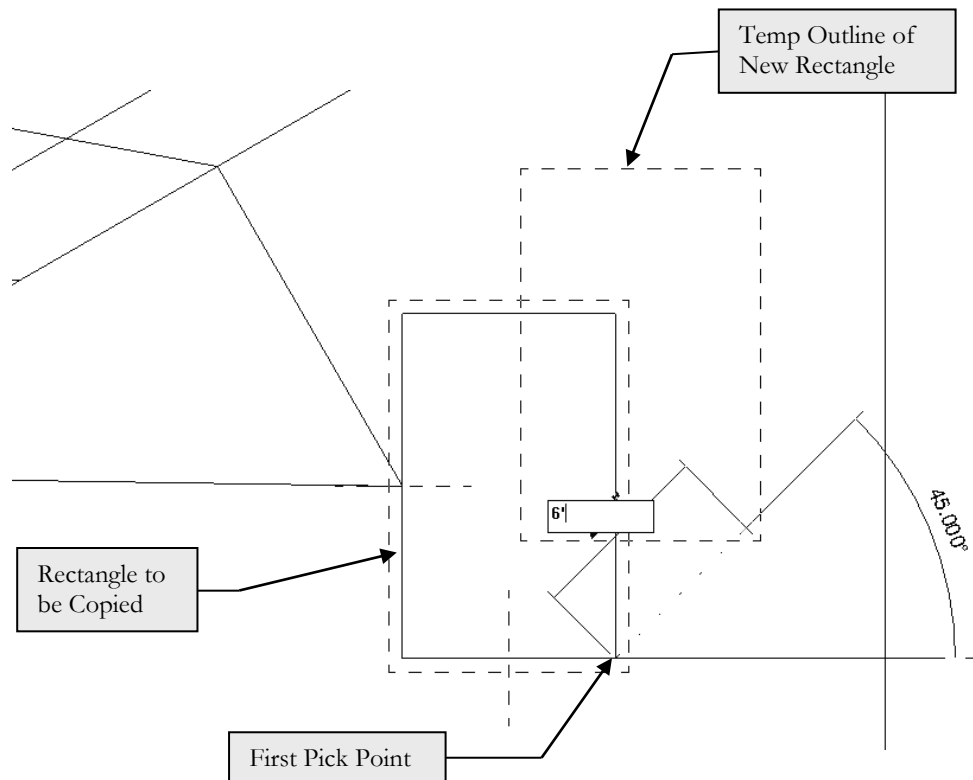 Temp Outline of
New Rectangle
6'
45.000°
Rectangle to
be Copied
First Pick Point